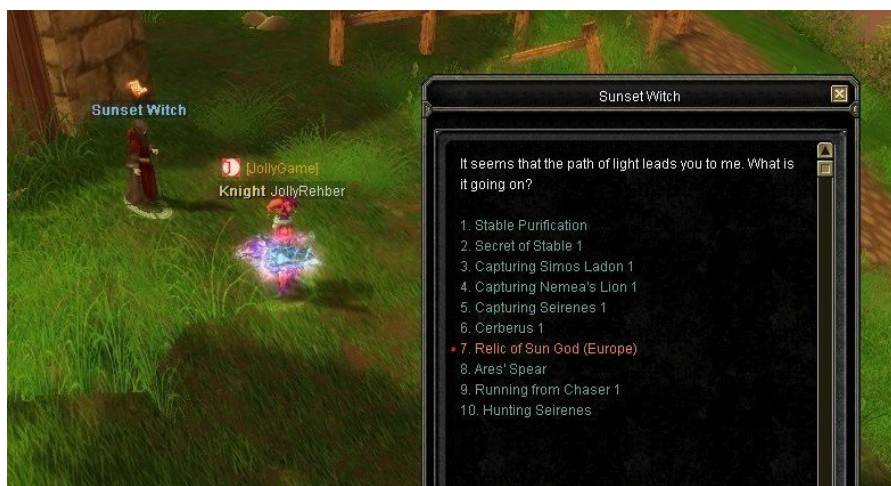 Sunset Witch
[JollyGame]
Knight JollyRehber
Sunset Witch
It seems that the path of light leads you to me. What is
it going on?
1. Stable Purification
2. Secret of Stable 1
3. Capturing Simos Ladon 1
4. Capturing Nemea's Lion 1
5. Capturing Seirenes 1
6. Cerberus 1
7. Relic of Sun God (Europe)
8. Ares' Spear
9. Running from Chaser 1
10. Hunting Seirenes